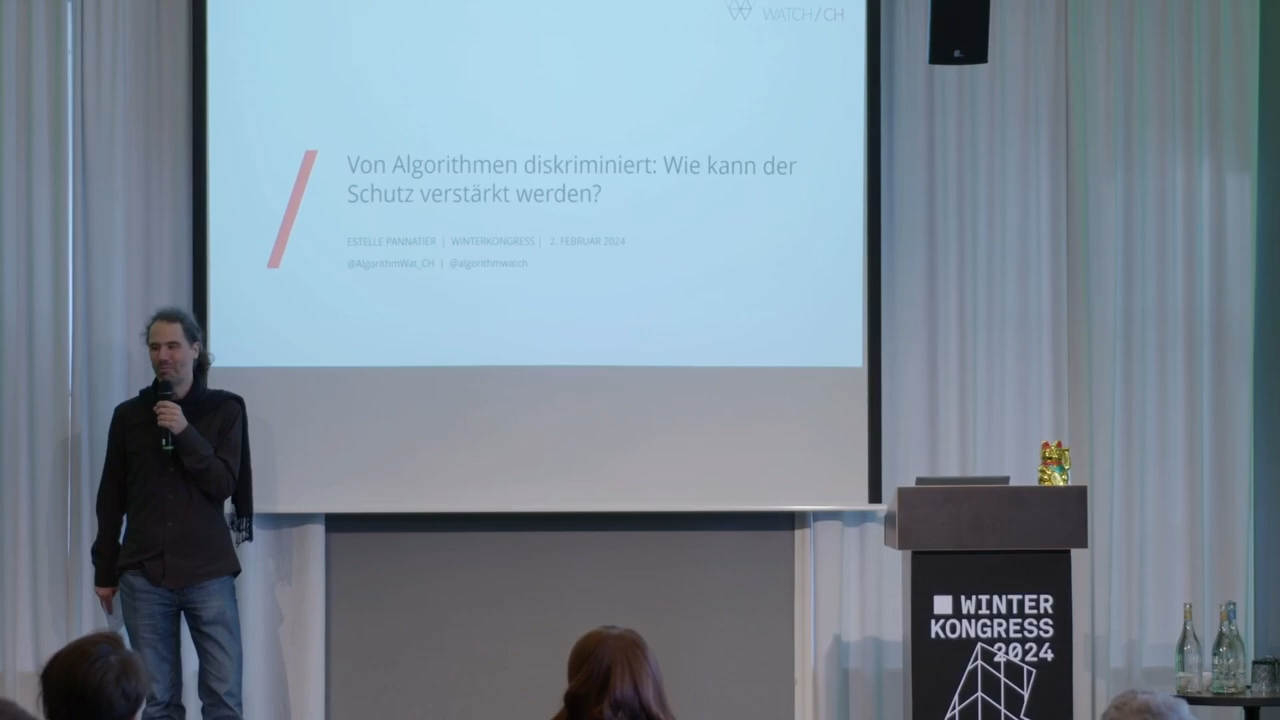 WATCH/CH
Von Algorithmen diskriminiert: Wie kann der
Schutz verstärkt werden?
ESTELLE PANNATIER | WINTERKONGRESS | 2. FEBRUAR 2024
@AlgorithmWat_CH | @algorithmwatch
WINTER
KONGRESS
2024